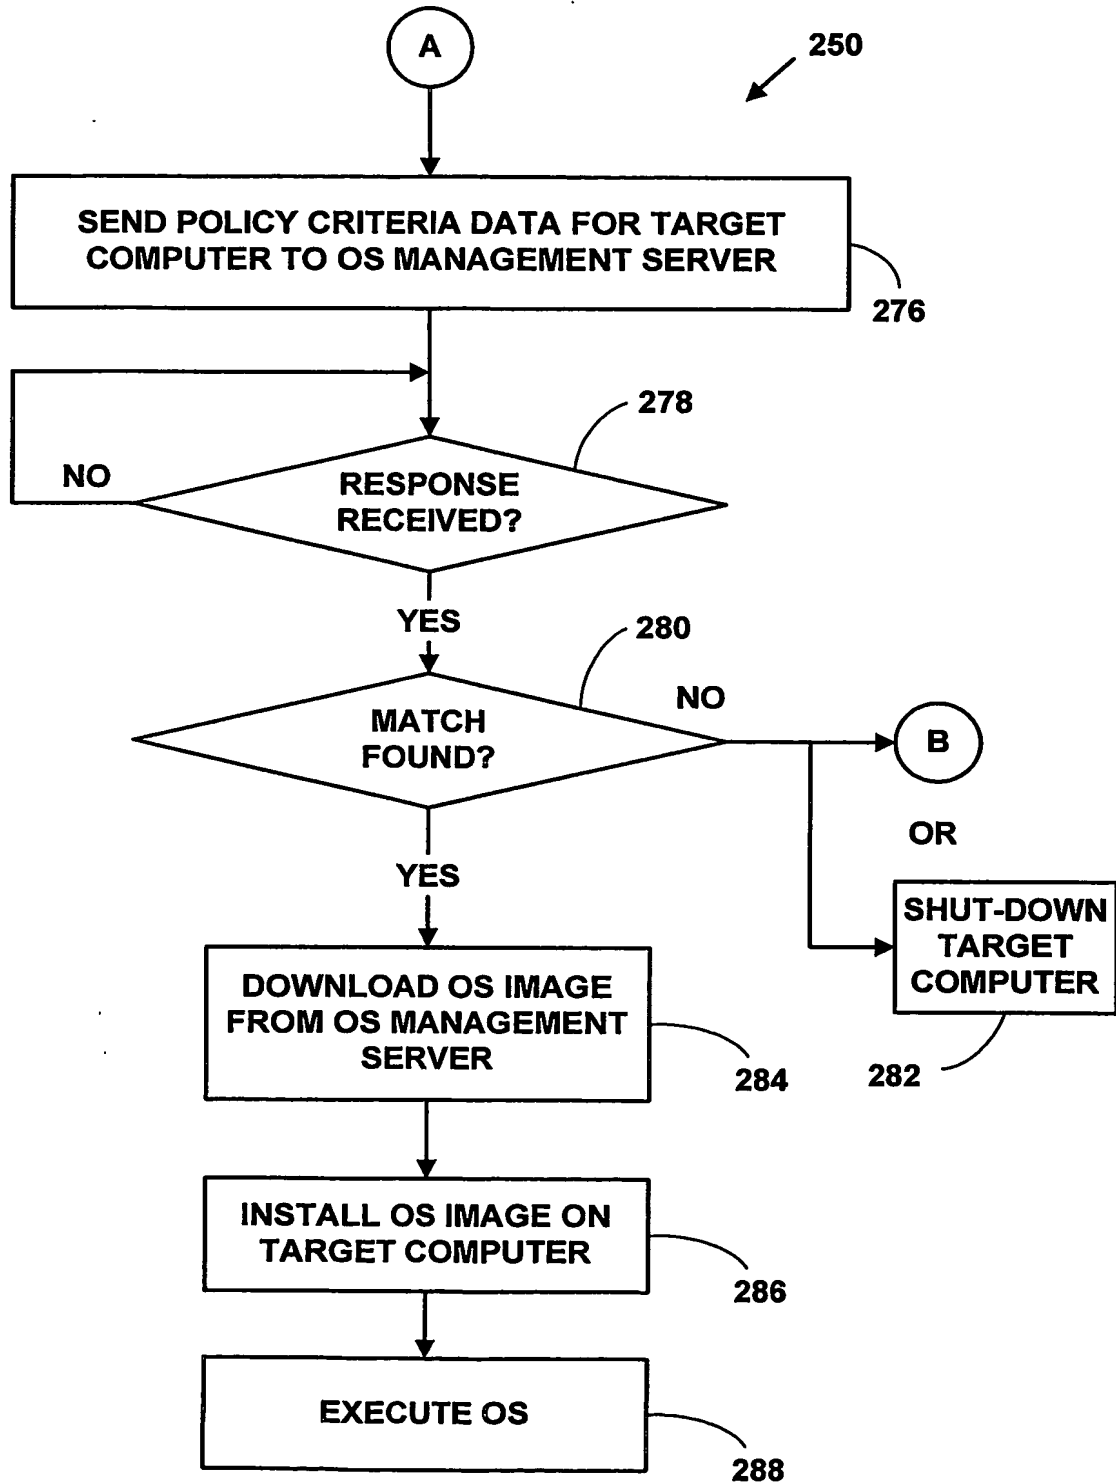 A
250
SEND POLICY CRITERIA DATA FOR TARGET
COMPUTER TO OS MANAGEMENT SERVER
276
278
NO
RESPONSE
RECEIVED?
YES
280
NO
MATCH
FOUND?
B
OR
YES
SHUT-DOWN
TARGET
COMPUTER
282
DOWNLOAD OS IMAGE
FROM OS MANAGEMENT
SERVER
284
INSTALL OS IMAGE ON
TARGET COMPUTER
286
EXECUTE OS
288